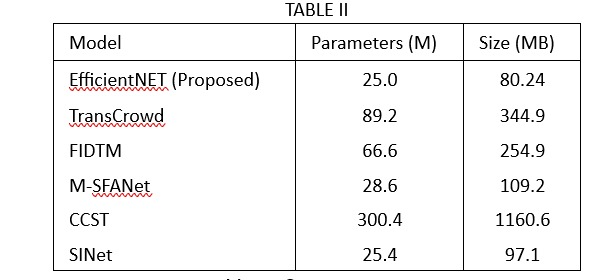 TABLE II
Model Parameters (M) Size (MB)
EfficientNET (Proposed) 25.0 80.24
TransCrowd 89.2 344.9
FIDTM 66.6 254.9
M-SFANet 28.6 109.2
CCST 300.4 1160.6
SINet 25.4 97.1